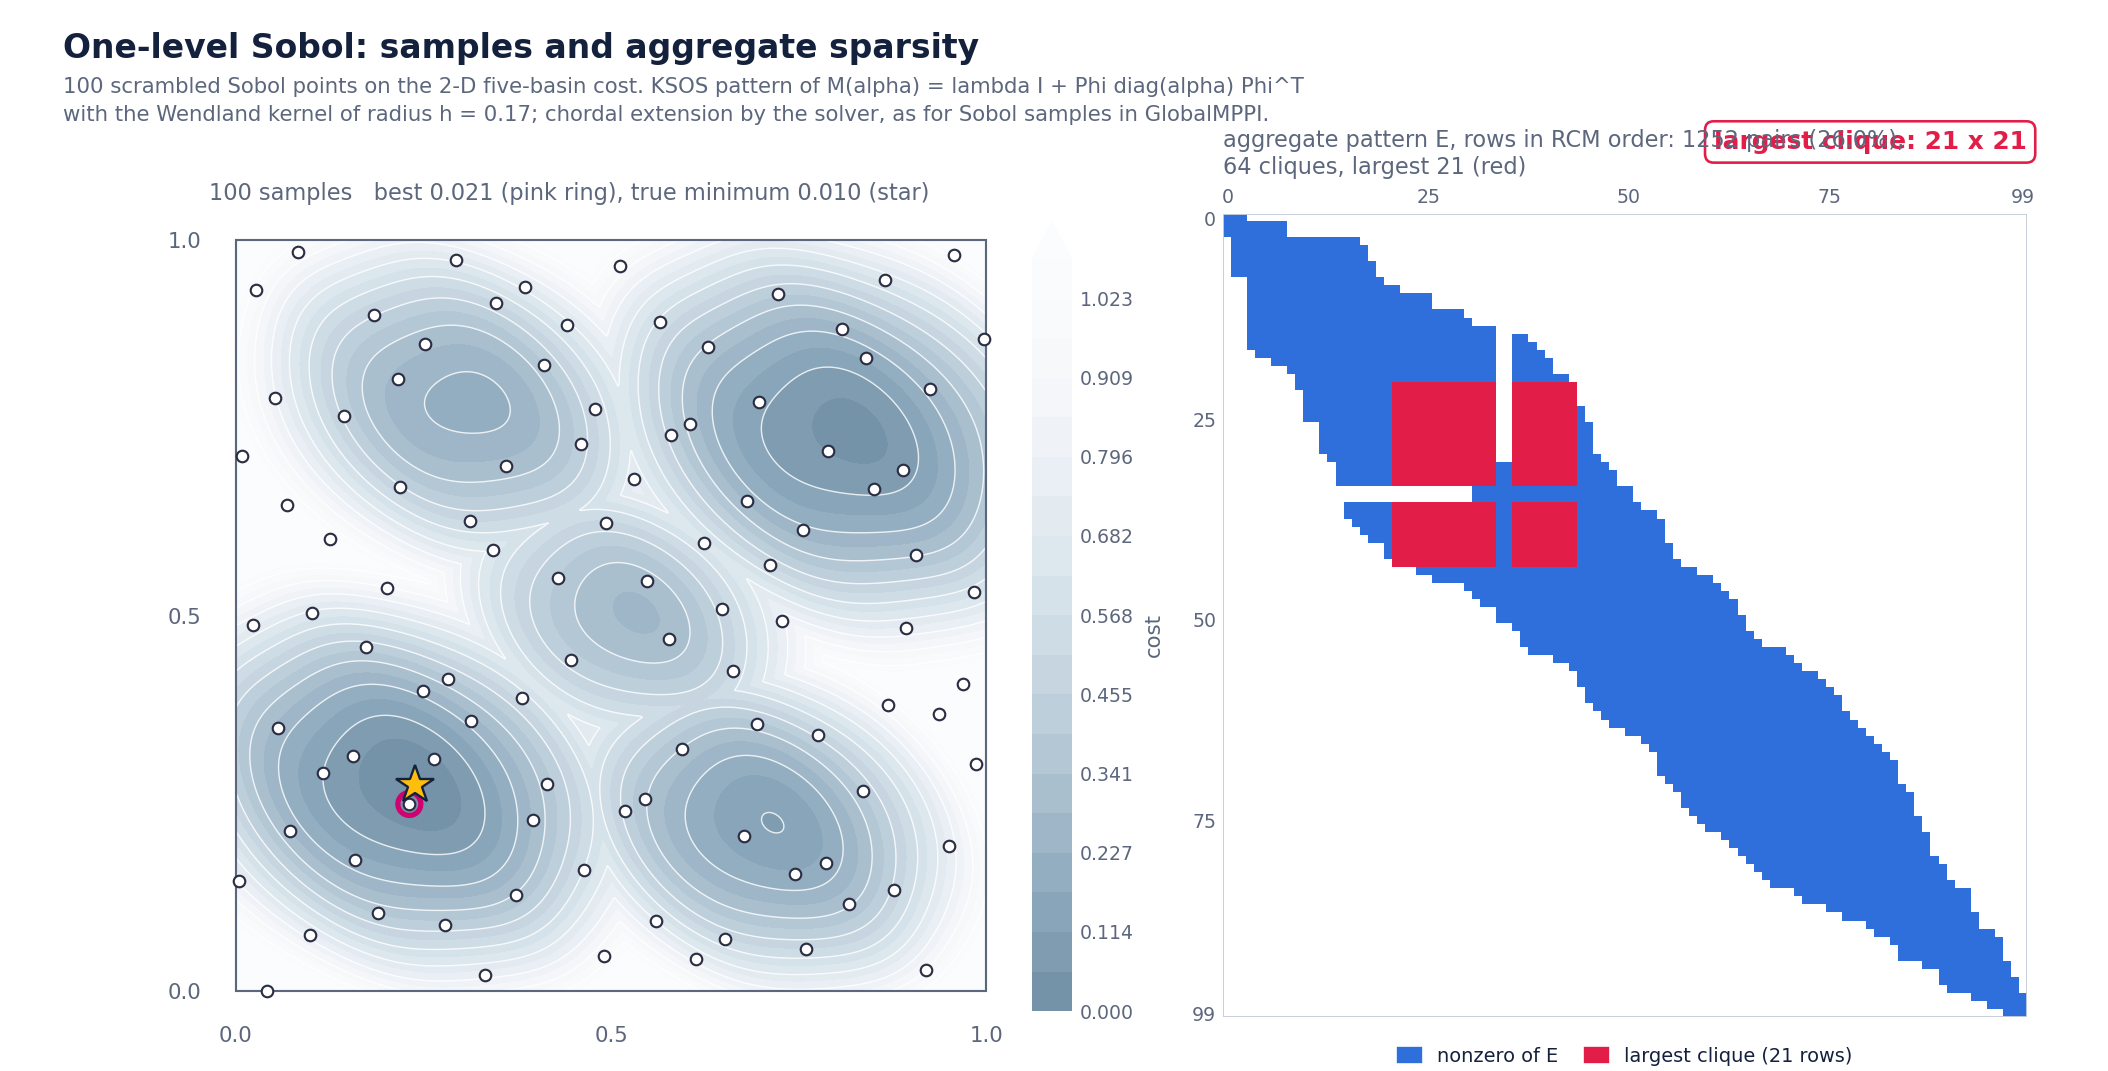 One-level Sobol: samples and aggregate sparsity
100 scrambled Sobol points on the 2-D five-basin cost. KSOS pattern of M(alpha) = lambda I + Phi diag(alpha) Phi^T
with the Wendland kernel of radius h = 0.17; chordal extension by the solver, as for Sobol samples in GlobalMPPI.
100 samples   best 0.021 (pink ring), true minimum 0.010 (star)
1.0
0.5
0.0
0.0
0.5
1.0
1.023
0.909
0.796
0.682
0.568
0.455
0.341
0.227
0.114
0.000
cost
aggregate pattern E, rows in RCM order: 1252 pairs (26.0%),
64 cliques, largest 21 (red)
largest clique: 21 x 21
0
25
50
75
99
0
25
50
75
99
nonzero of E
largest clique (21 rows)